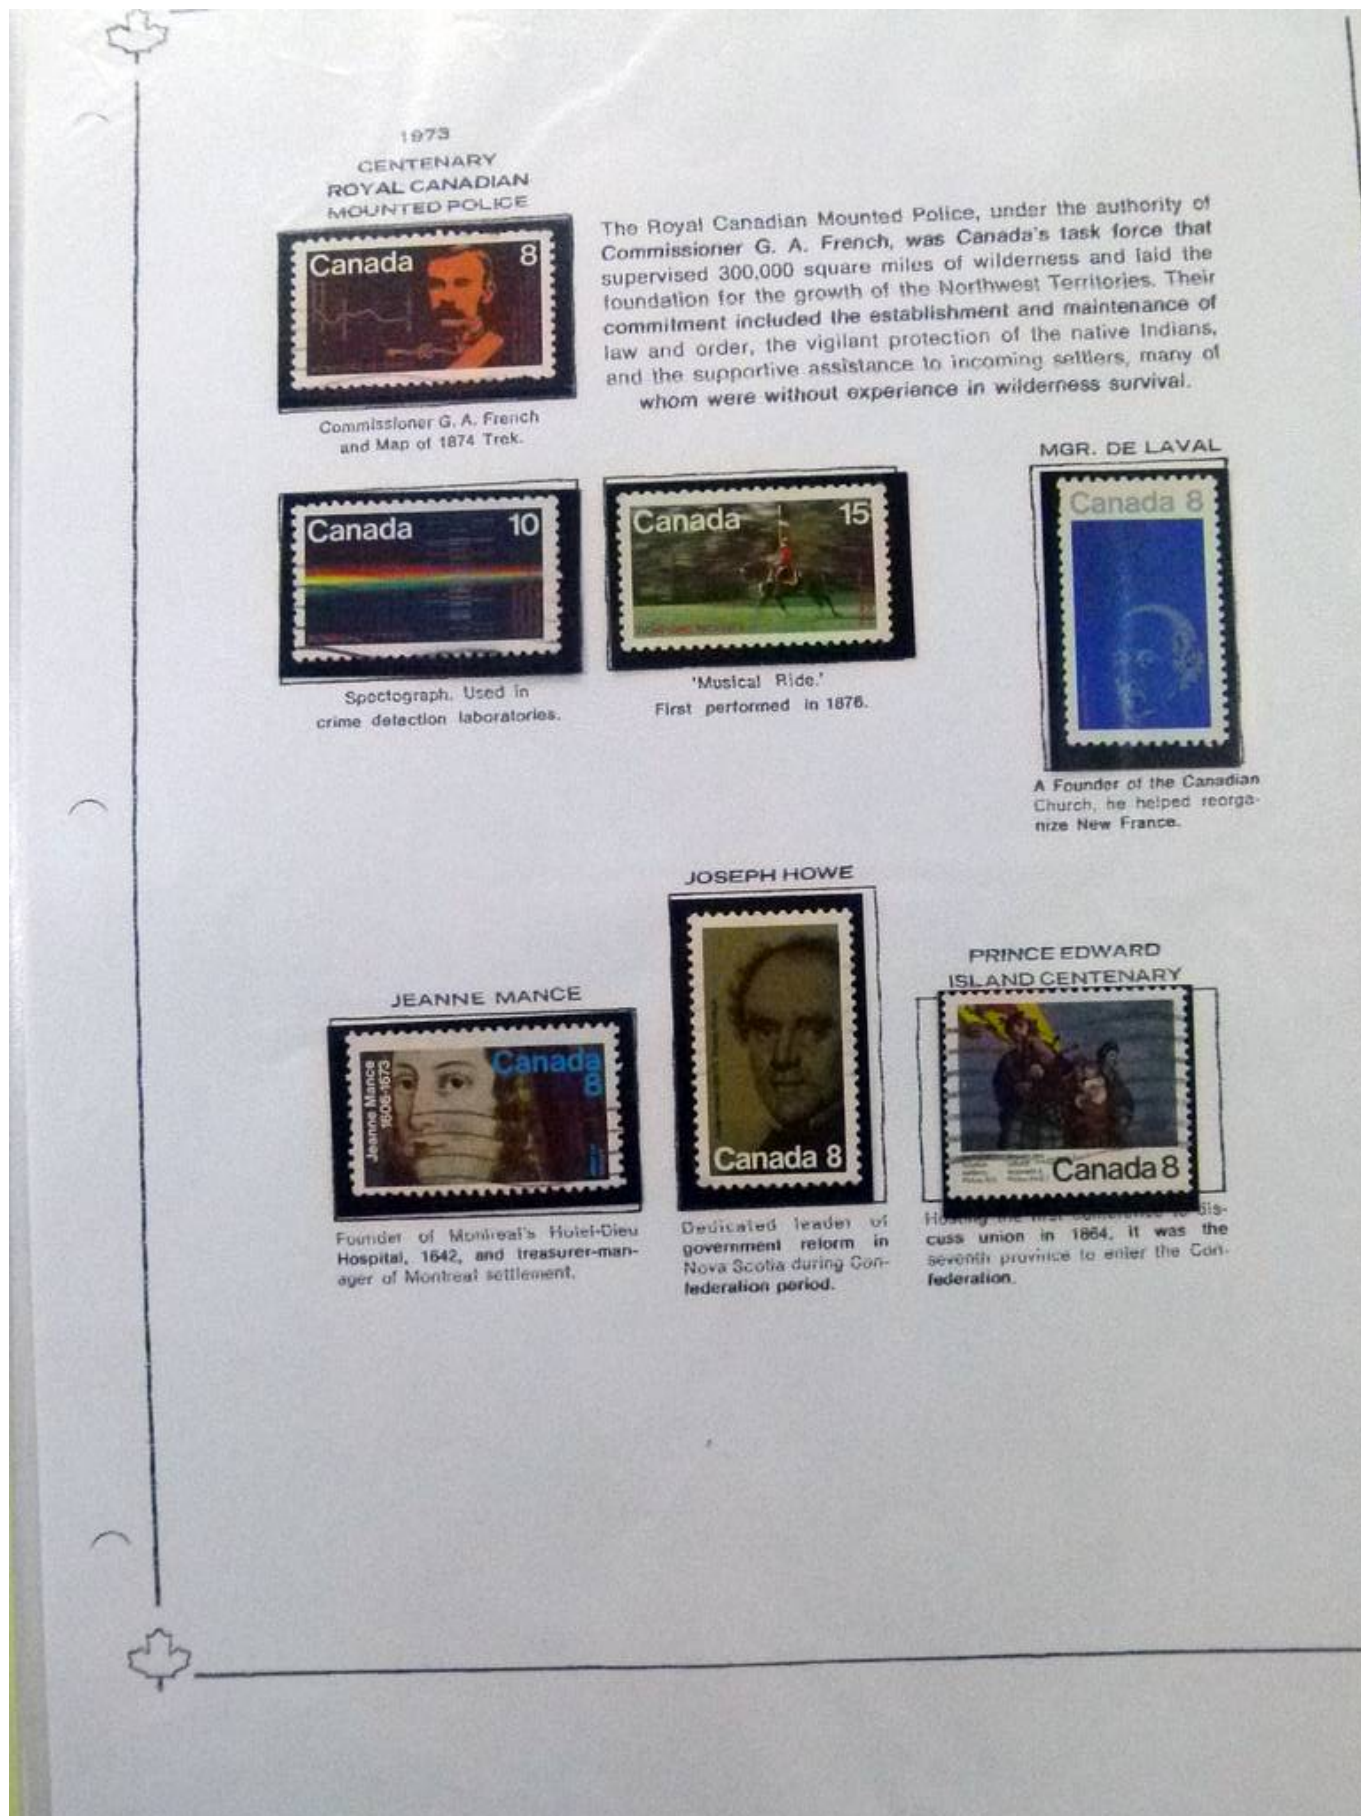 1973
CENTENARY
ROYAL CANADIAN
MOUNTED POLICE
Canada 8
Commissioner G. A. French
and Map of 1874 Trek.
The Royal Canadian Mounted Police, under the authority of
Commissioner G. A. French, was Canada's task force that
supervised 300,000 square miles of wilderness and laid the
foundation for the growth of the Northwest Territories. Their
commitment included the establishment and maintenance of
law and order, the vigilant protection of the native Indians,
and the supportive assistance to incoming settlers, many of
whom were without experience in wilderness survival.
Canada 10
Spectograph. Used in
crime detection laboratories.
Canada 15
'Musical Ride.'
First performed in 1876.
MGR. DE LAVAL
Canada 8
A Founder of the Canadian
Church, he helped reorga-
nize New France.
JEANNE MANCE
Jeanne Mance
1606-1673
Canada
8
Founder of Montreal's Hotel-Dieu
Hospital, 1642, and treasurer-man-
ager of Montreal settlement.
JOSEPH HOWE
Canada 8
Dedicated leader of
government reform in
Nova Scotia during Con-
federation period.
PRINCE EDWARD
ISLAND CENTENARY
Canada 8
Hosting the first conference to dis-
cuss union in 1864, it was the
seventh province to enter the Con-
federation.